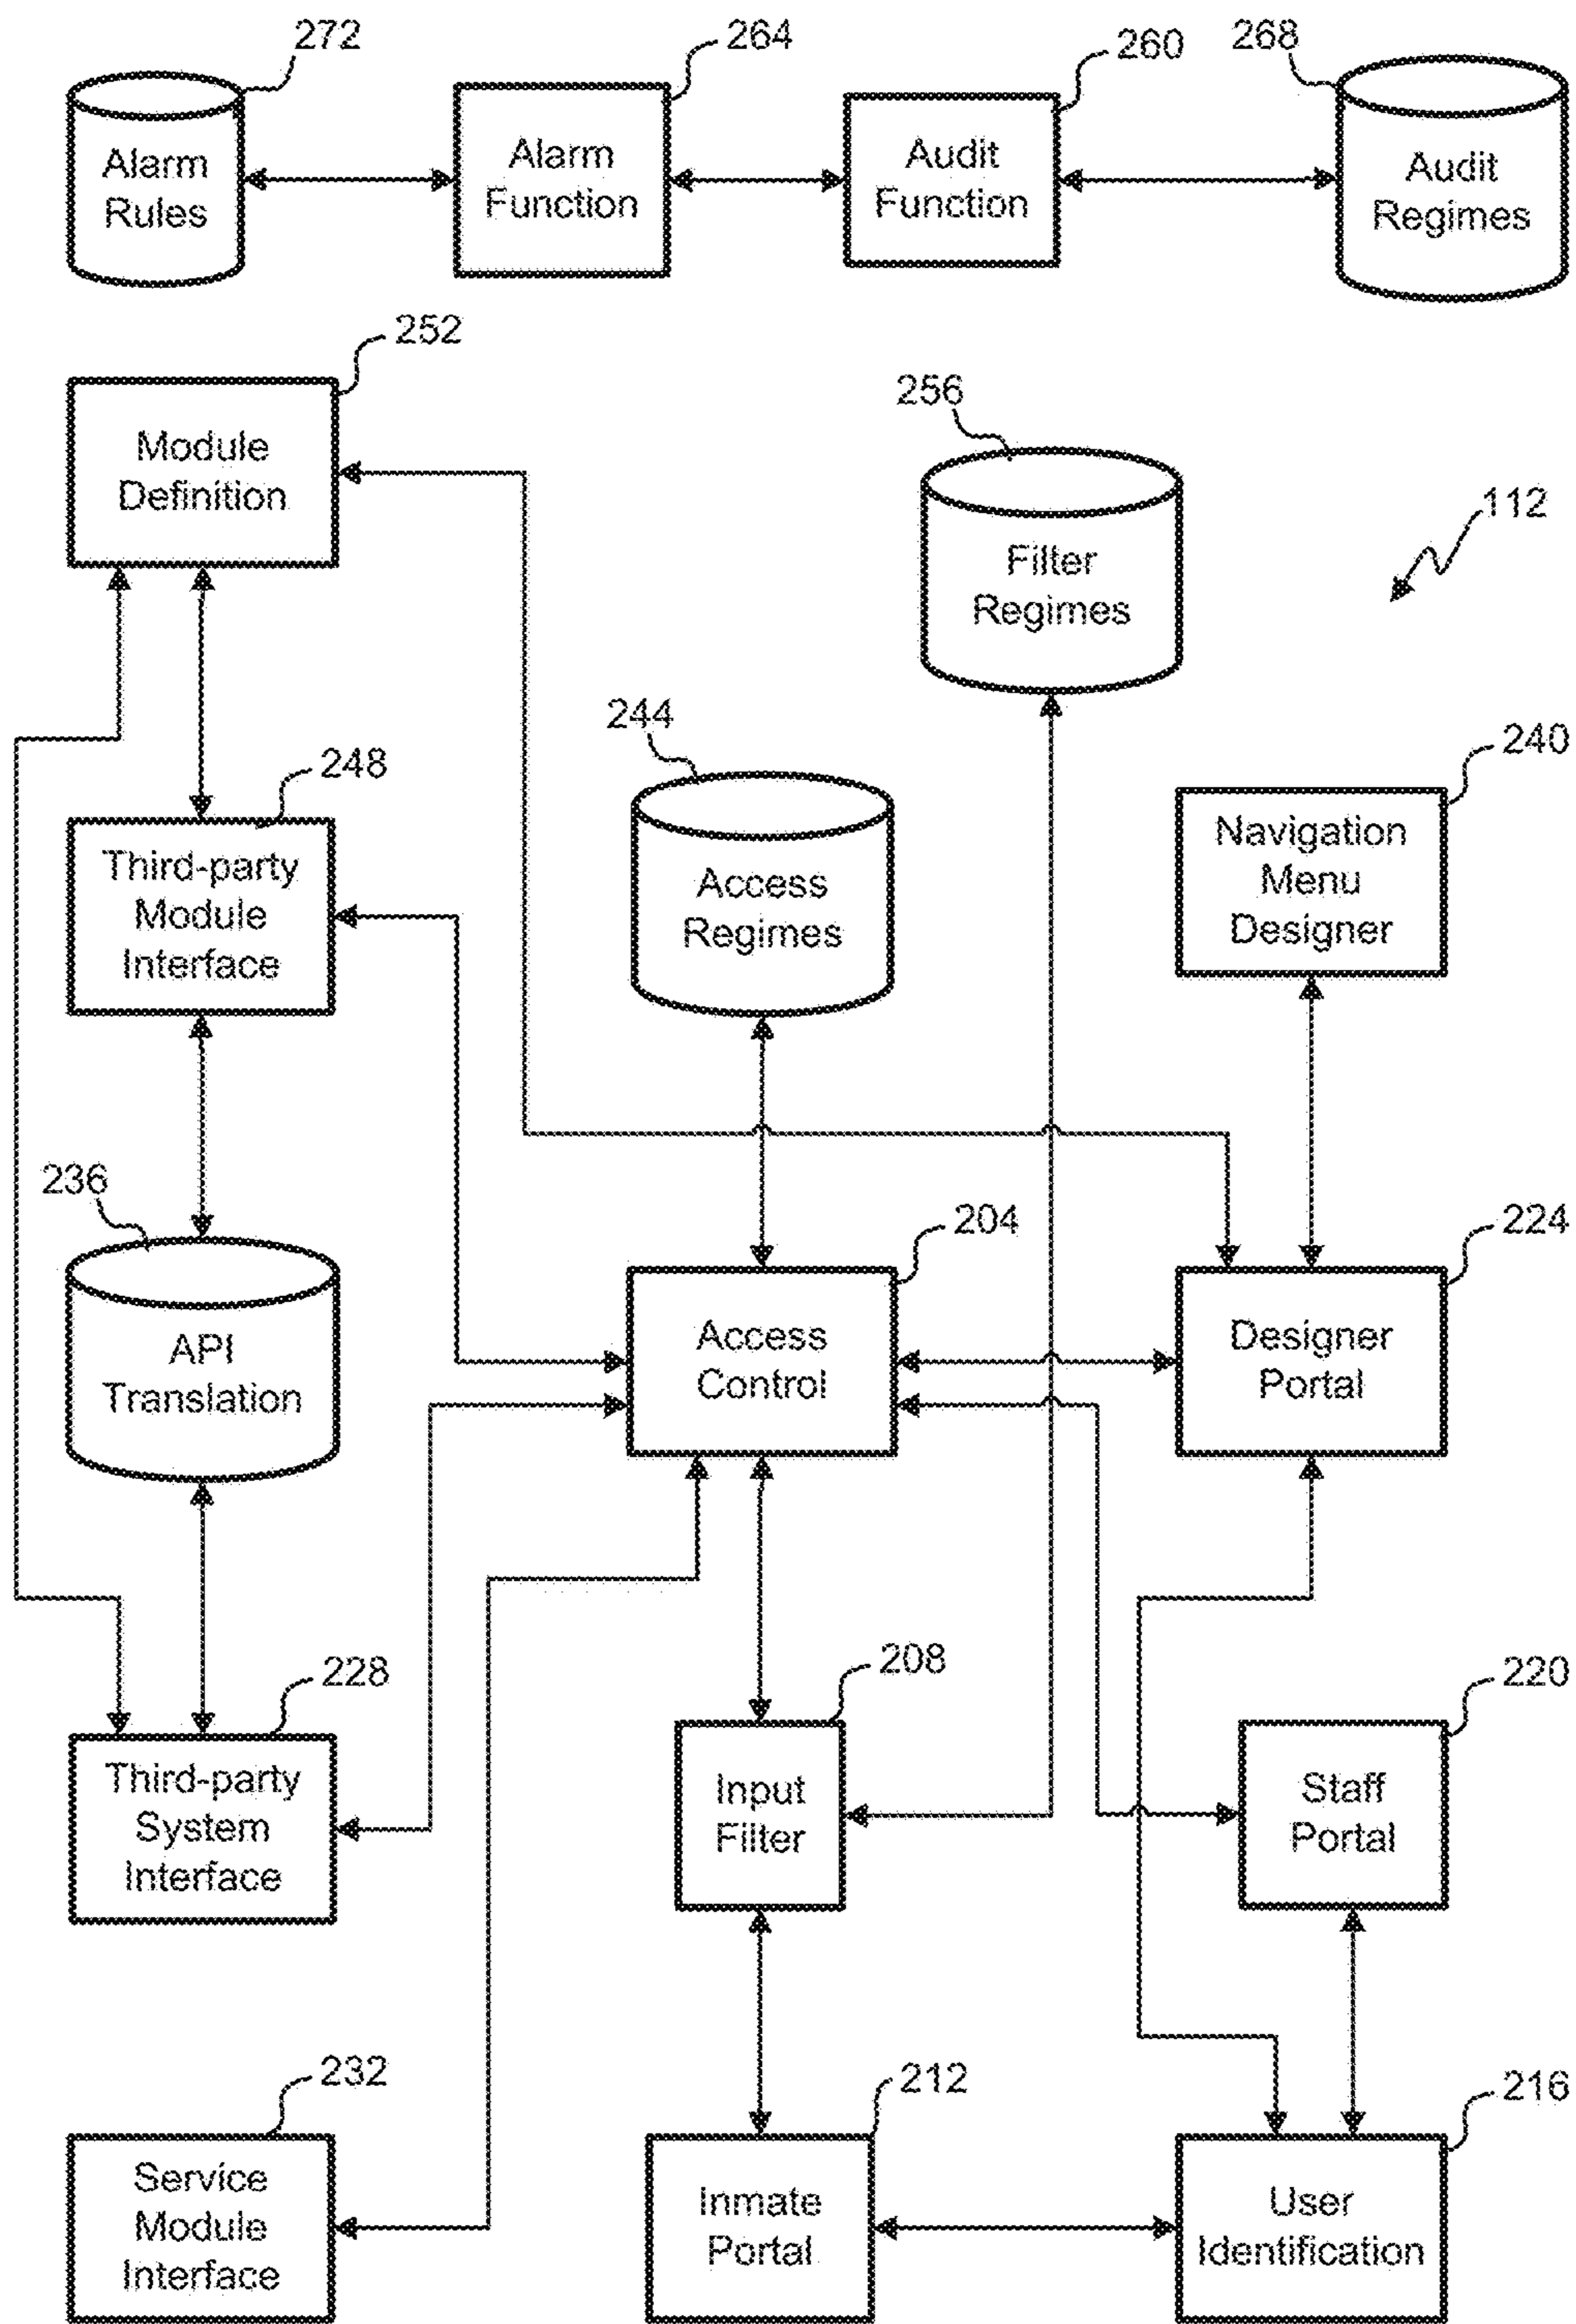 272
264
260
268
Alarm
Rules
Alarm
Function
Audit
Function
Audit
Regimes
252
Module
Definition
256
Filter
Regimes
112
244
Access
Regimes
240
Navigation
Menu
Designer
248
Third-party
Module
Interface
236
API
Translation
204
Access
Control
224
Designer
Portal
228
Third-party
System
Interface
208
Input
Filter
220
Staff
Portal
232
Service
Module
Interface
212
Inmate
Portal
216
User
Identification